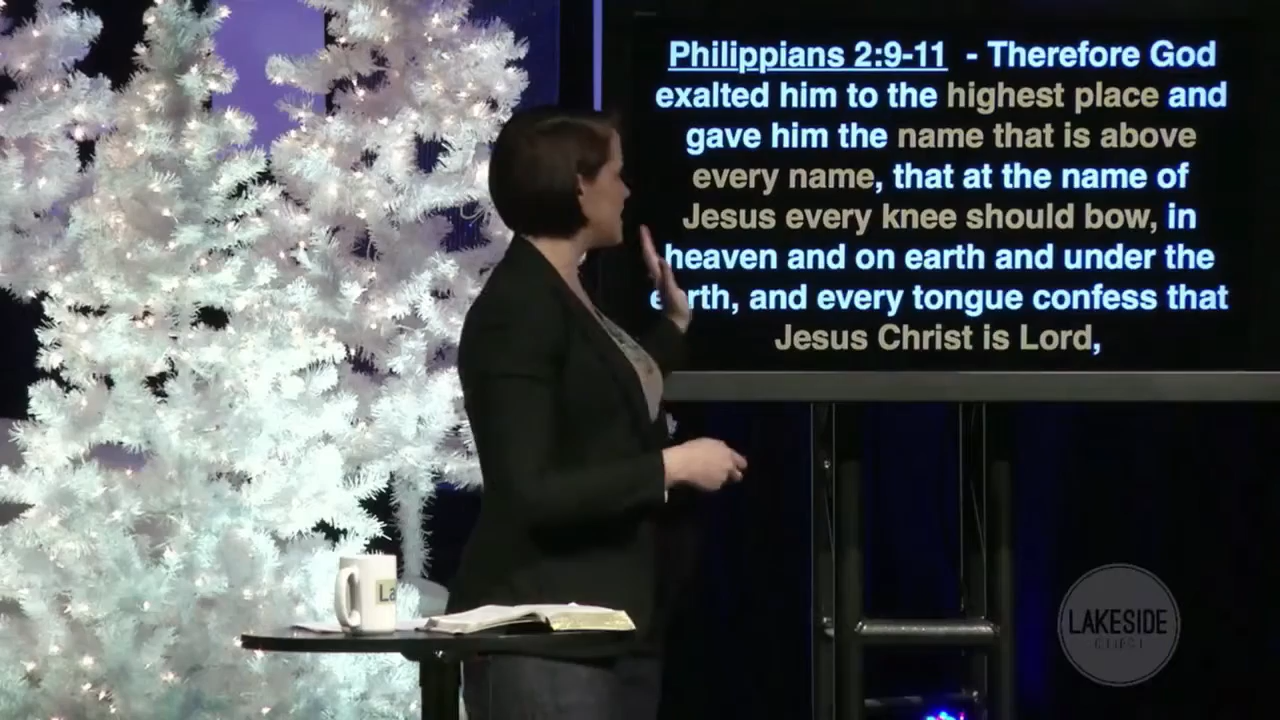 Philippians 2:9-11 - Therefore God
exalted him to the highest place and
gave him the name that is above
every name, that at the name of
Jesus every knee should bow, in
heaven and on earth and under the
earth, and every tongue confess that
Jesus Christ is Lord,
La
LAKESIDE